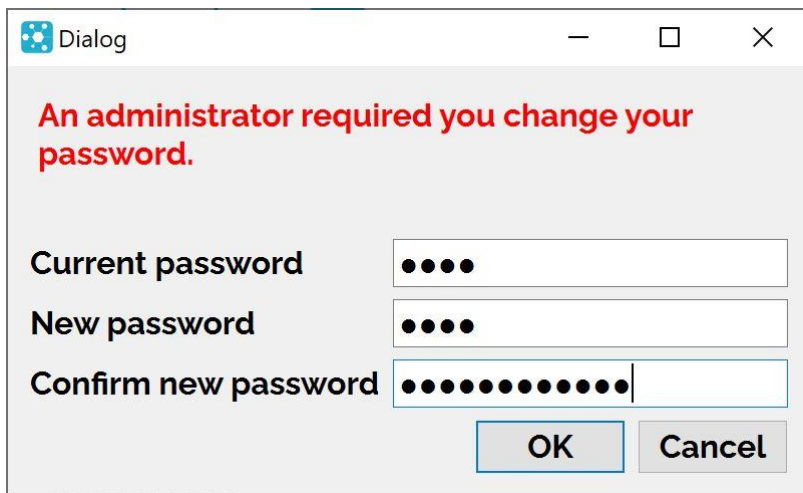 Dialog
An administrator required you change your
password.
Current password ●●●●
New password ●●●●
Confirm new password ●●●●●●●●●●●●
OK Cancel